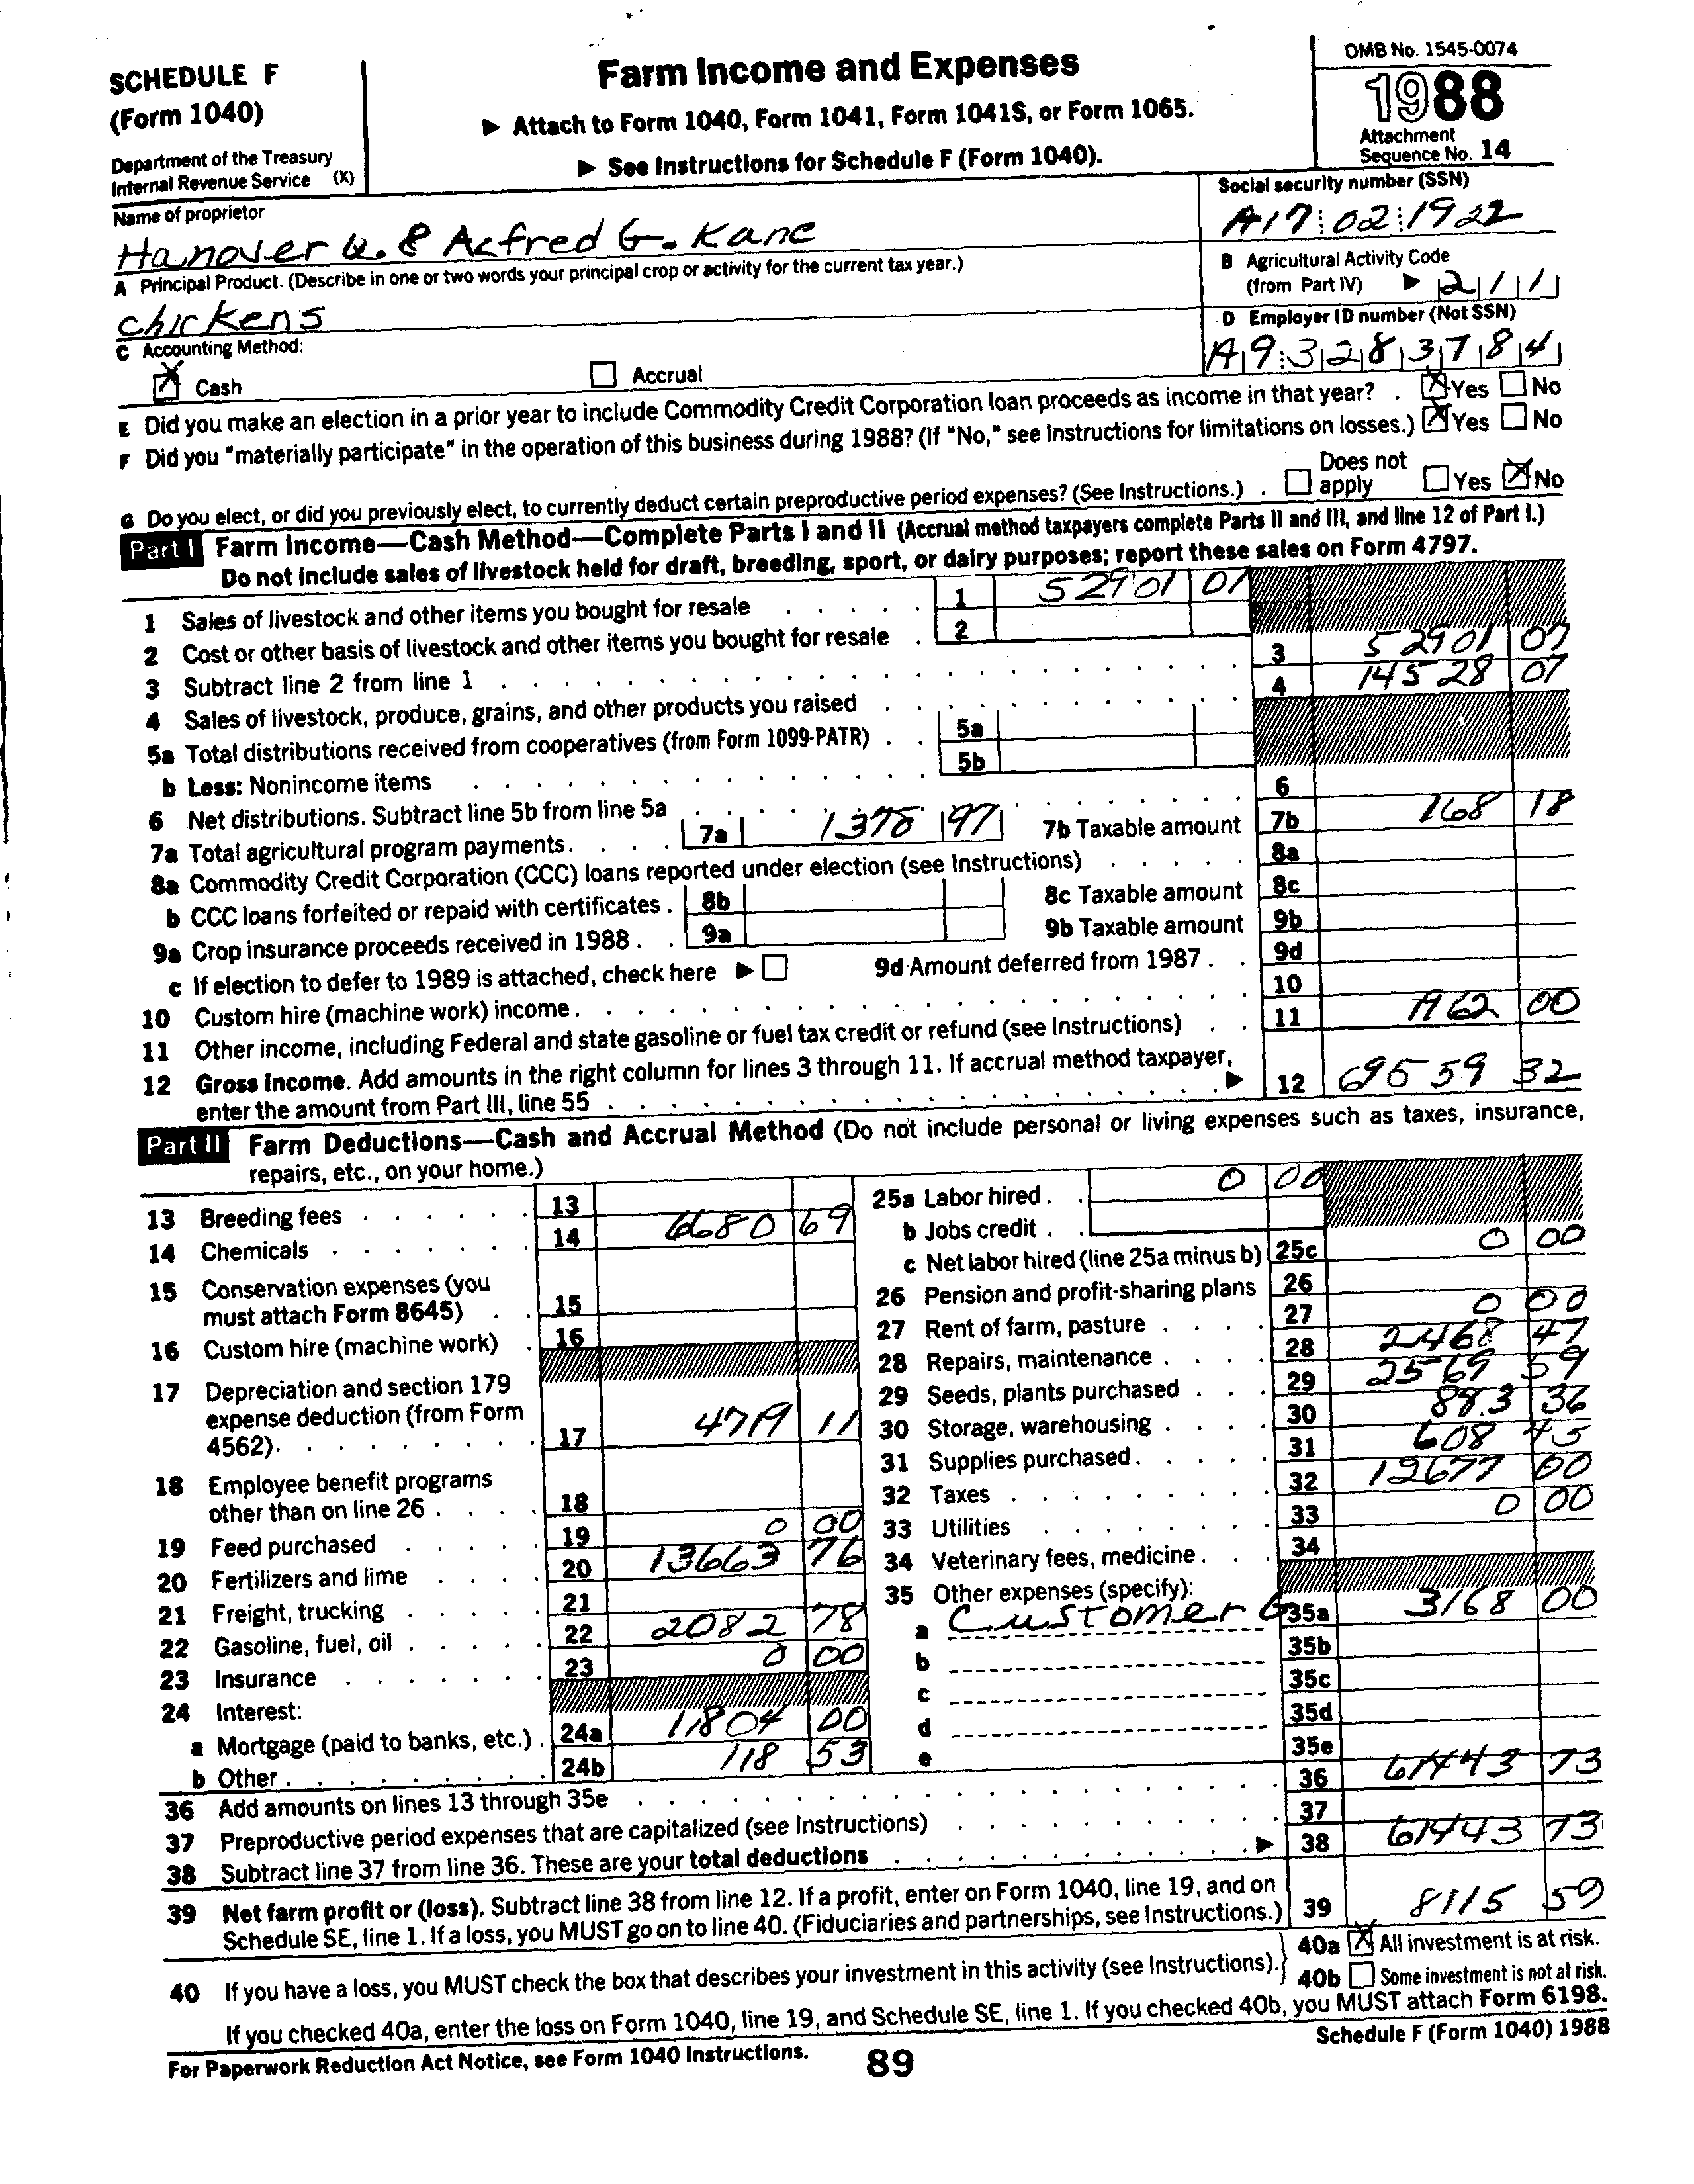 SCHEDULE F
(Form 1040)
Department of the Treasury
Internal Revenue Service (X)
Farm Income and Expenses
▶ Attach to Form 1040, Form 1041, Form 1041S, or Form 1065.
▶ See Instructions for Schedule F (Form 1040).
OMB No. 1545-0074
1988
Attachment
Sequence No. 14
Name of proprietor
Hanover W. & Alfred G. Kane
Social security number (SSN)
A17 02 1922
A Principal Product. (Describe in one or two words your principal crop or activity for the current tax year.)
chickens
B Agricultural Activity Code
(from Part IV) ▶ 2 1 1
C Accounting Method:
Cash Accrual
D Employer ID number (Not SSN)
A 9 3 2 8 3 7 8 4
E Did you make an election in a prior year to include Commodity Credit Corporation loan proceeds as income in that year? . Yes No
F Did you "materially participate" in the operation of this business during 1988? (If "No," see Instructions for limitations on losses.) Yes No
G Do you elect, or did you previously elect, to currently deduct certain preproductive period expenses? (See Instructions.) . Does not apply Yes No
Part I Farm Income—Cash Method—Complete Parts I and II (Accrual method taxpayers complete Parts II and III, and line 12 of Part I.)
Do not include sales of livestock held for draft, breeding, sport, or dairy purposes; report these sales on Form 4797.
1 Sales of livestock and other items you bought for resale 1 52901 07
2 Cost or other basis of livestock and other items you bought for resale 2
3 Subtract line 2 from line 1 3 52901 07
4 Sales of livestock, produce, grains, and other products you raised 4 14528 07
5a Total distributions received from cooperatives (from Form 1099-PATR) 5a
b Less: Nonincome items 5b
6 Net distributions. Subtract line 5b from line 5a 6
7a Total agricultural program payments. 7a 1378 97 7b Taxable amount 7b 168 18
8a Commodity Credit Corporation (CCC) loans reported under election (see Instructions) 8a
b CCC loans forfeited or repaid with certificates. 8b 8c Taxable amount 8c
9a Crop insurance proceeds received in 1988. 9a 9b Taxable amount 9b
c If election to defer to 1989 is attached, check here ▶ 9d Amount deferred from 1987. 9d
10 Custom hire (machine work) income. 10
11 Other income, including Federal and state gasoline or fuel tax credit or refund (see Instructions) 11 1962 00
12 Gross Income. Add amounts in the right column for lines 3 through 11. If accrual method taxpayer,
enter the amount from Part III, line 55 ▶ 12 69559 32
Part II Farm Deductions—Cash and Accrual Method (Do not include personal or living expenses such as taxes, insurance,
repairs, etc., on your home.)
13 Breeding fees 13
14 Chemicals 14 6680 69
15 Conservation expenses (you
must attach Form 8645) 15
16 Custom hire (machine work) 16
17 Depreciation and section 179
expense deduction (from Form
4562). 17 4719 11
18 Employee benefit programs
other than on line 26 18
19 Feed purchased 19 0 00
20 Fertilizers and lime 20 13663 76
21 Freight, trucking 21
22 Gasoline, fuel, oil 22 2082 78
23 Insurance 23 0 00
24 Interest:
a Mortgage (paid to banks, etc.) 24a 11,804 00
b Other 24b 118 53
25a Labor hired 0 00
b Jobs credit
c Net labor hired (line 25a minus b) 25c 0 00
26 Pension and profit-sharing plans 26
27 Rent of farm, pasture 27 0 00
28 Repairs, maintenance 28 2468 47
29 Seeds, plants purchased 29 2569 59
30 Storage, warehousing 30 883 36
31 Supplies purchased 31 608 45
32 Taxes 32 12677 00
33 Utilities 33 0 00
34 Veterinary fees, medicine 34
35 Other expenses (specify):
a Customer G 35a 3168 00
b 35b
c 35c
d 35d
e 35e
36 Add amounts on lines 13 through 35e 36 61443 73
37 Preproductive period expenses that are capitalized (see Instructions) 37
38 Subtract line 37 from line 36. These are your total deductions ▶ 38 61443 73
39 Net farm profit or (loss). Subtract line 38 from line 12. If a profit, enter on Form 1040, line 19, and on
Schedule SE, line 1. If a loss, you MUST go on to line 40. (Fiduciaries and partnerships, see Instructions.) 39 8115 59
40 If you have a loss, you MUST check the box that describes your investment in this activity (see Instructions).
40a All investment is at risk.
40b Some investment is not at risk.
If you checked 40a, enter the loss on Form 1040, line 19, and Schedule SE, line 1. If you checked 40b, you MUST attach Form 6198.
For Paperwork Reduction Act Notice, see Form 1040 Instructions.
89
Schedule F (Form 1040) 1988